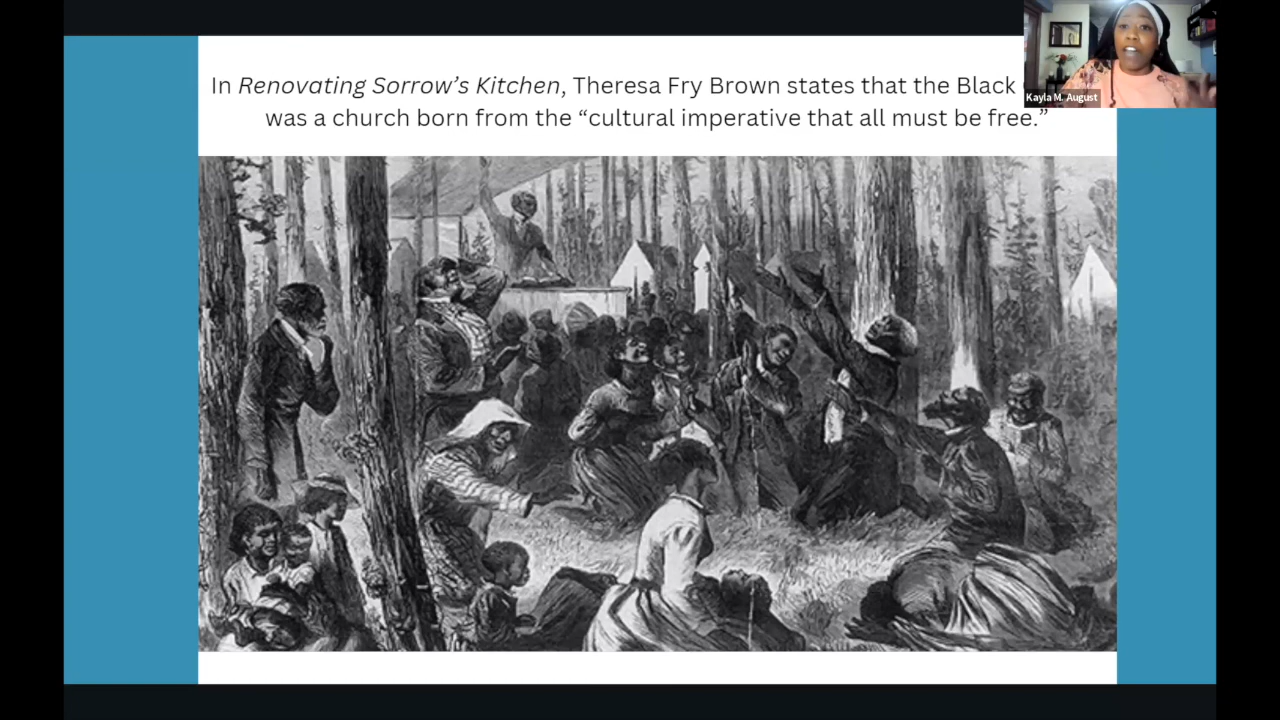 In Renovating Sorrow's Kitchen, Theresa Fry Brown states that the Black
was a church born from the “cultural imperative that all must be free.”
Kayla M. August